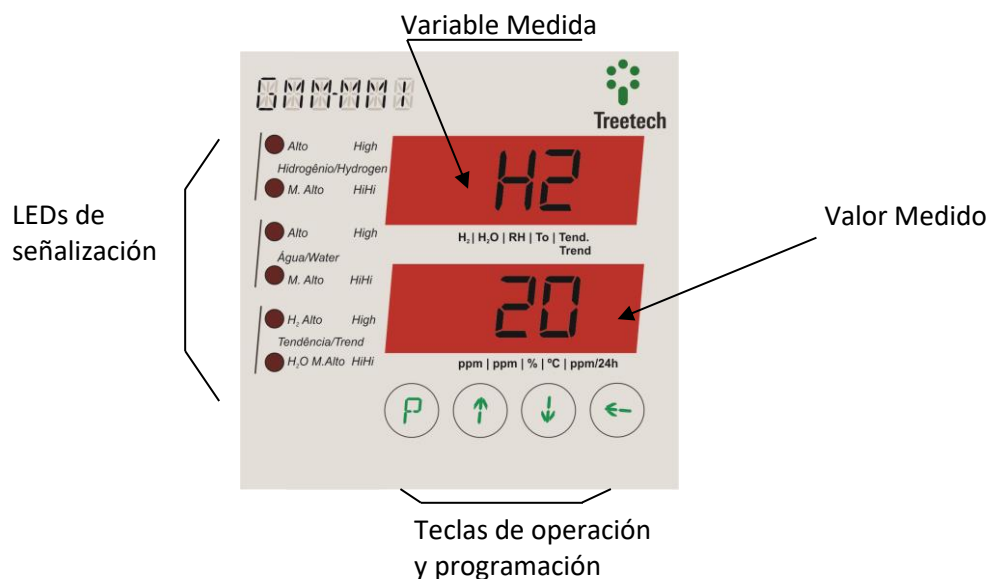 Variable Medida
GMM-MMI
Treetech
Alto High
Hidrogênio/Hydrogen
M. Alto HiHi
H2
H₂ | H₂O | RH | To | Tend.
Trend
LEDs de
señalización
Valor Medido
Alto High
Água/Water
M. Alto HiHi
20
H₂ Alto High
Tendência/Trend
H₂O M.Alto HiHi
ppm | ppm | % | ºC | ppm/24h
P
Teclas de operación
y programación